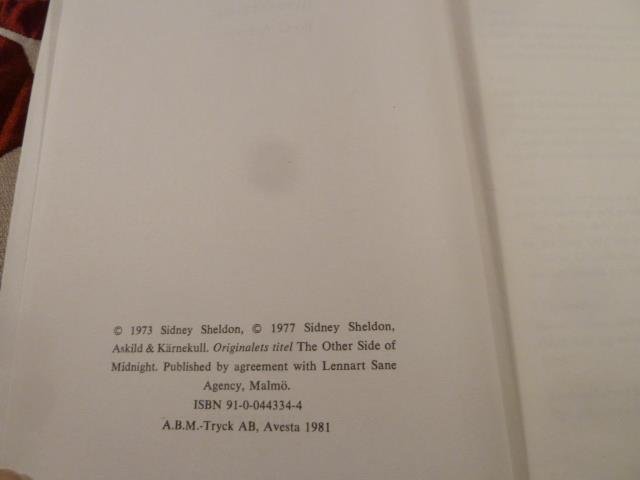 © 1973 Sidney Sheldon, © 1977 Sidney Sheldon,
Askild & Kärnekull. Originalets titel The Other Side of
Midnight. Published by agreement with Lennart Sane
Agency, Malmö.
ISBN 91-0-044334-4
A.B.M.-Tryck AB, Avesta 1981